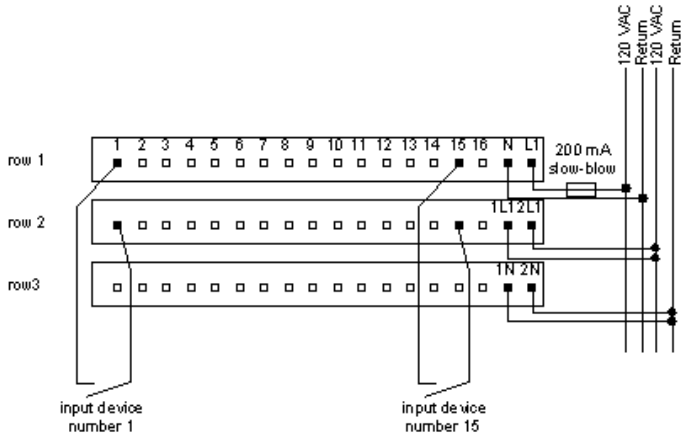 120 VAC
Return
120 VAC
Return
1 2 3 4 5 6 7 8 9 10 11 12 13 14 15 16 N L1
200 mA
slow-blow
row 1
1L1 2L1
row 2
1N 2N
row3
input device
number 1
input device
number 15